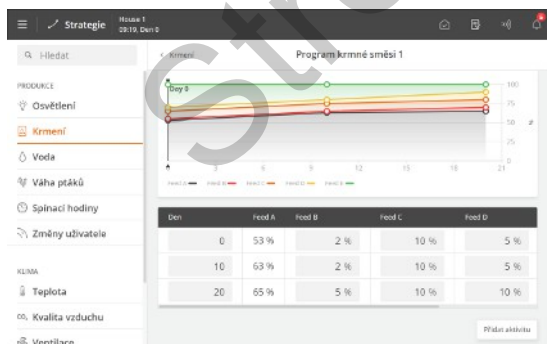 Strategie
House 1
09:19, Den 0
Hledat
Krmení
Program krmné směsi 1
PRODUKCE
Osvětlení
Krmení
Voda
Váha ptáků
Spínací hodiny
Změny uživatele
KLIMA
Teplota
CO₂ Kvalita vzduchu
Ventilace
Day 0
100
75
50
25
0
%
3
6
9
12
15
18
21
Feed A
Feed B
Feed C
Feed D
Feed E
Den Feed A Feed B Feed C Feed D
0 53 % 2 % 10 % 5 %
10 63 % 2 % 10 % 5 %
20 65 % 5 % 10 % 10 %
Přidat aktivitu